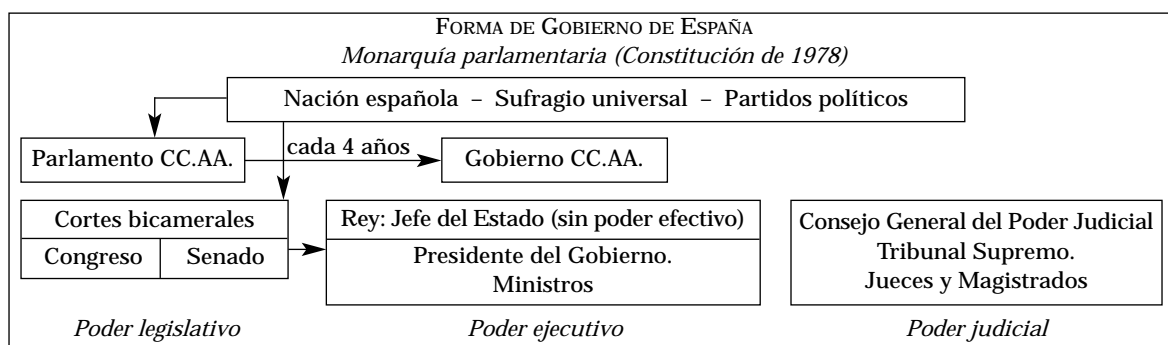 FORMA DE GOBIERNO DE ESPAÑA
Monarquía parlamentaria (Constitución de 1978)
Nación española – Sufragio universal – Partidos políticos
cada 4 años
Parlamento CC.AA.
Gobierno CC.AA.
Cortes bicamerales
Congreso
Senado
Rey: Jefe del Estado (sin poder efectivo)
Presidente del Gobierno.
Ministros
Consejo General del Poder Judicial
Tribunal Supremo.
Jueces y Magistrados
Poder legislativo
Poder ejecutivo
Poder judicial